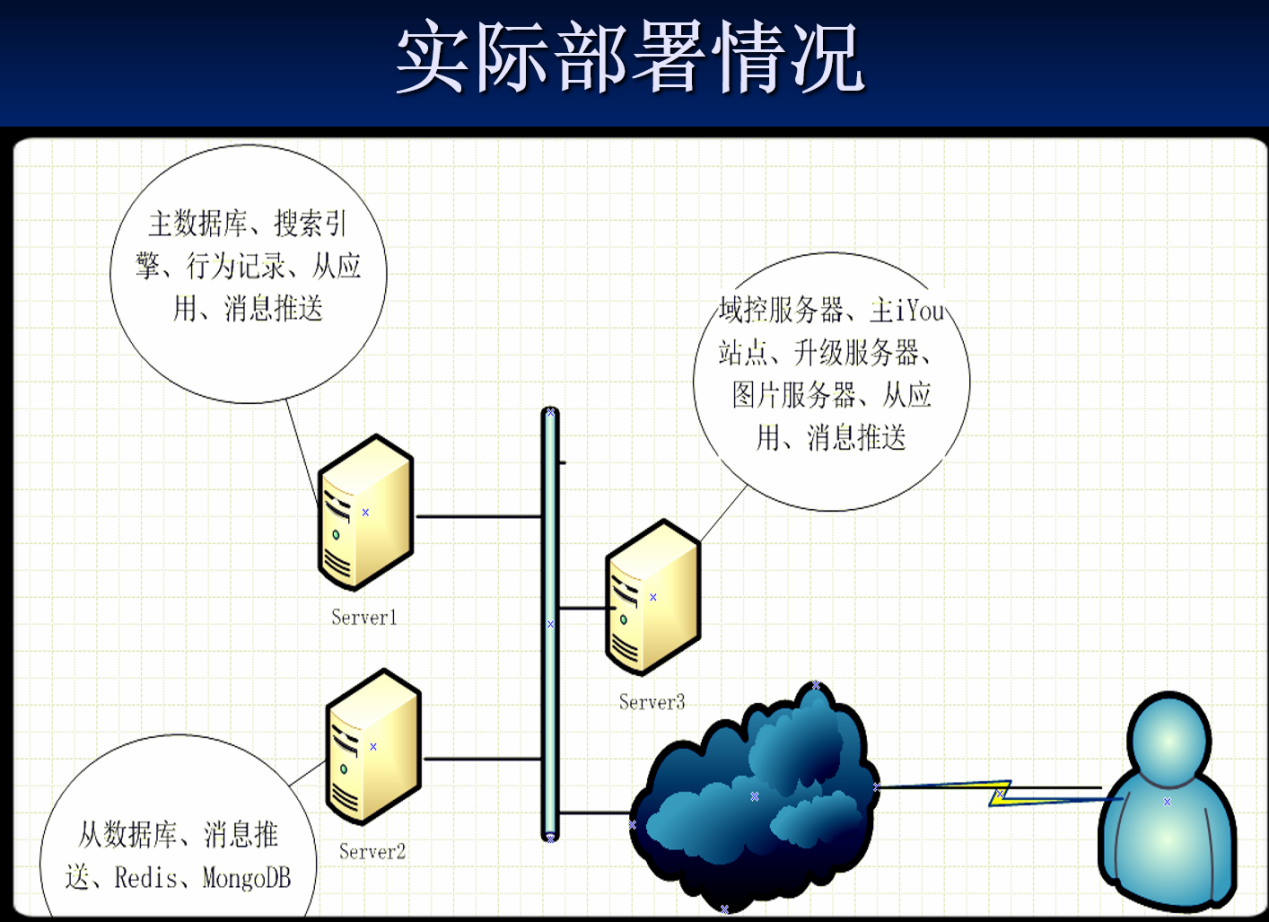 实际部署情况
主数据库、搜索引
擎、行为记录、从应
用、消息推送
域控服务器、主iYou
站点、升级服务器、
图片服务器、从应
用、消息推送
Server1
Server3
Server2
从数据库、消息推
送、Redis、MongoDB